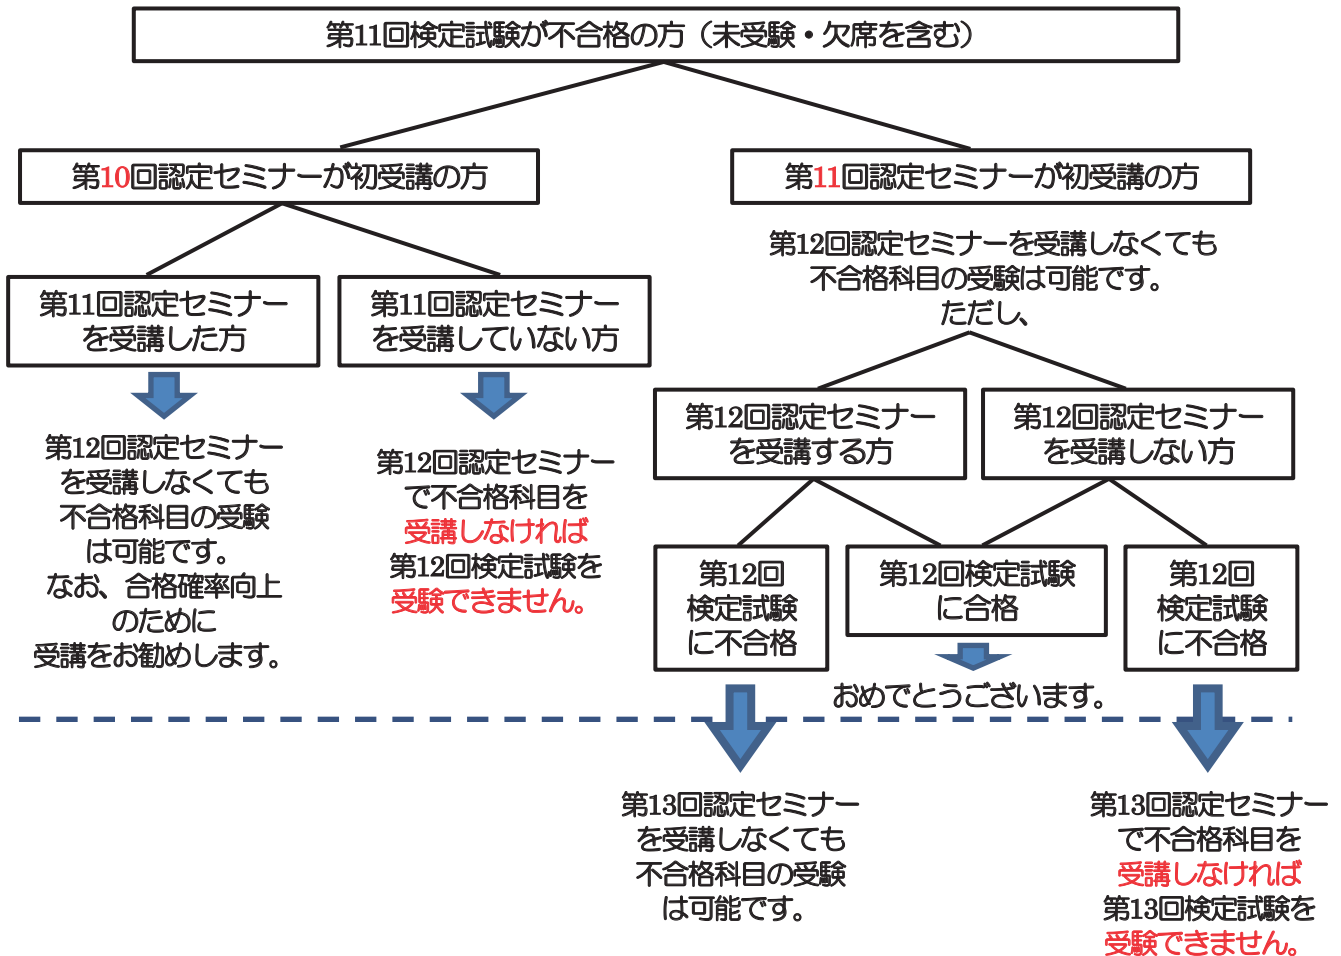 第11回検定試験が不合格の方（未受験・欠席を含む）
第10回認定セミナーが初受講の方
第11回認定セミナーが初受講の方
第11回認定セミナー
を受講した方
第11回認定セミナー
を受講していない方
第12回認定セミナーを受講しなくても
不合格科目の受験は可能です。
ただし、
第12回認定セミナー
を受講しなくても
不合格科目の受験
は可能です。
なお、合格確率向上
のために
受講をお勧めします。
第12回認定セミナー
で不合格科目を
受講しなければ
第12回検定試験を
受験できません。
第12回認定セミナー
を受講する方
第12回認定セミナー
を受講しない方
第12回
検定試験
に不合格
第12回検定試験
に合格
第12回
検定試験
に不合格
おめでとうございます。
第13回認定セミナー
を受講しなくても
不合格科目の受験
は可能です。
第13回認定セミナー
で不合格科目を
受講しなければ
第13回検定試験を
受験できません。